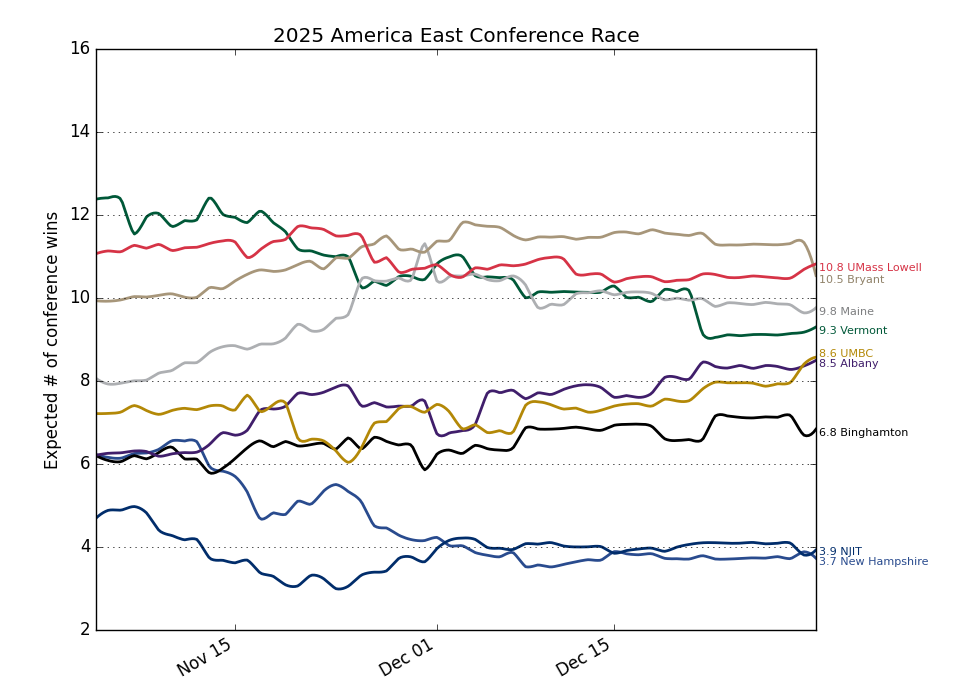 2025 America East Conference Race
Expected # of conference wins
16
14
12
10
8
6
4
2
Nov 15
Dec 01
Dec 15
10.8 UMass Lowell
10.5 Bryant
9.8 Maine
9.3 Vermont
8.6 UMBC
8.5 Albany
6.8 Binghamton
3.9 NJIT
3.7 New Hampshire